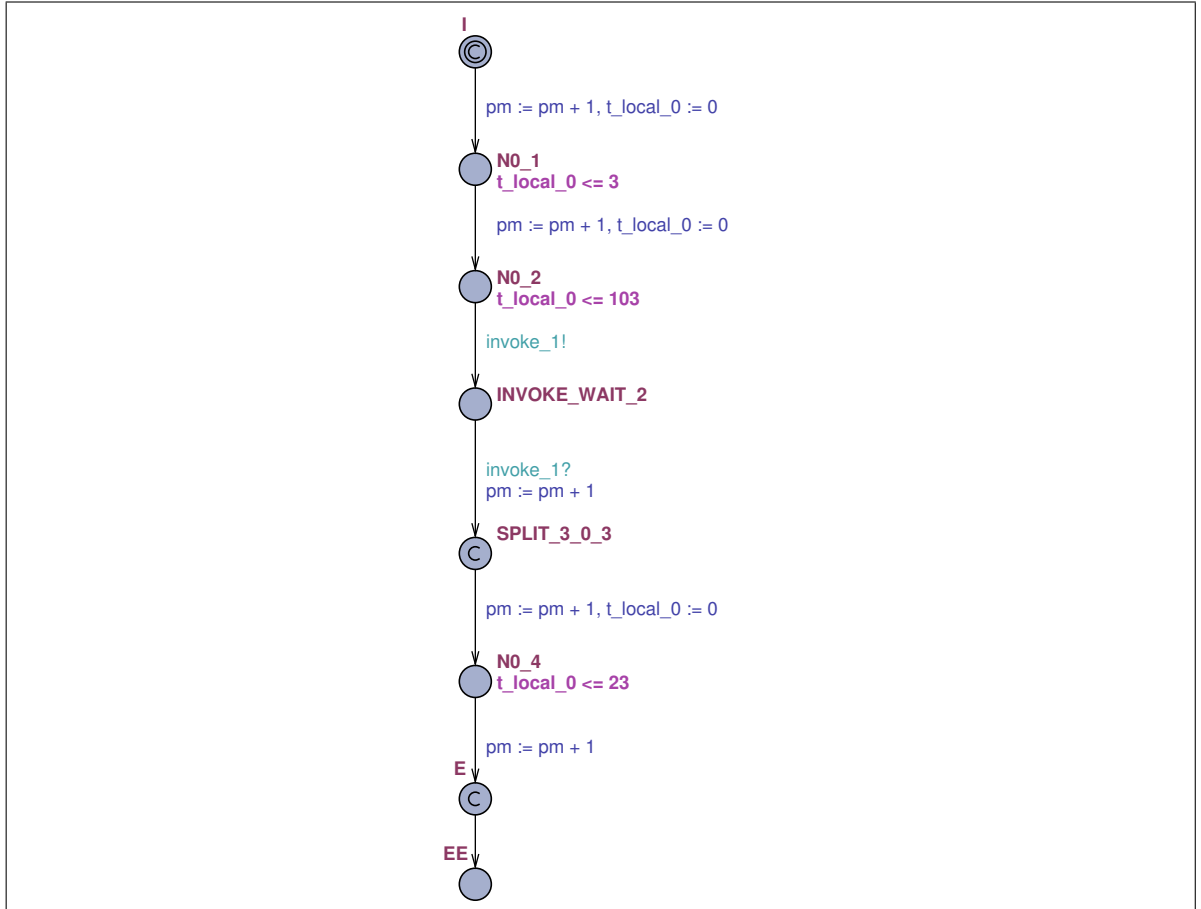 I
C
pm := pm + 1, t_local_0 := 0
N0_1
t_local_0 <= 3
pm := pm + 1, t_local_0 := 0
N0_2
t_local_0 <= 103
invoke_1!
INVOKE_WAIT_2
invoke_1?
pm := pm + 1
SPLIT_3_0_3
C
pm := pm + 1, t_local_0 := 0
N0_4
t_local_0 <= 23
pm := pm + 1
E
C
EE